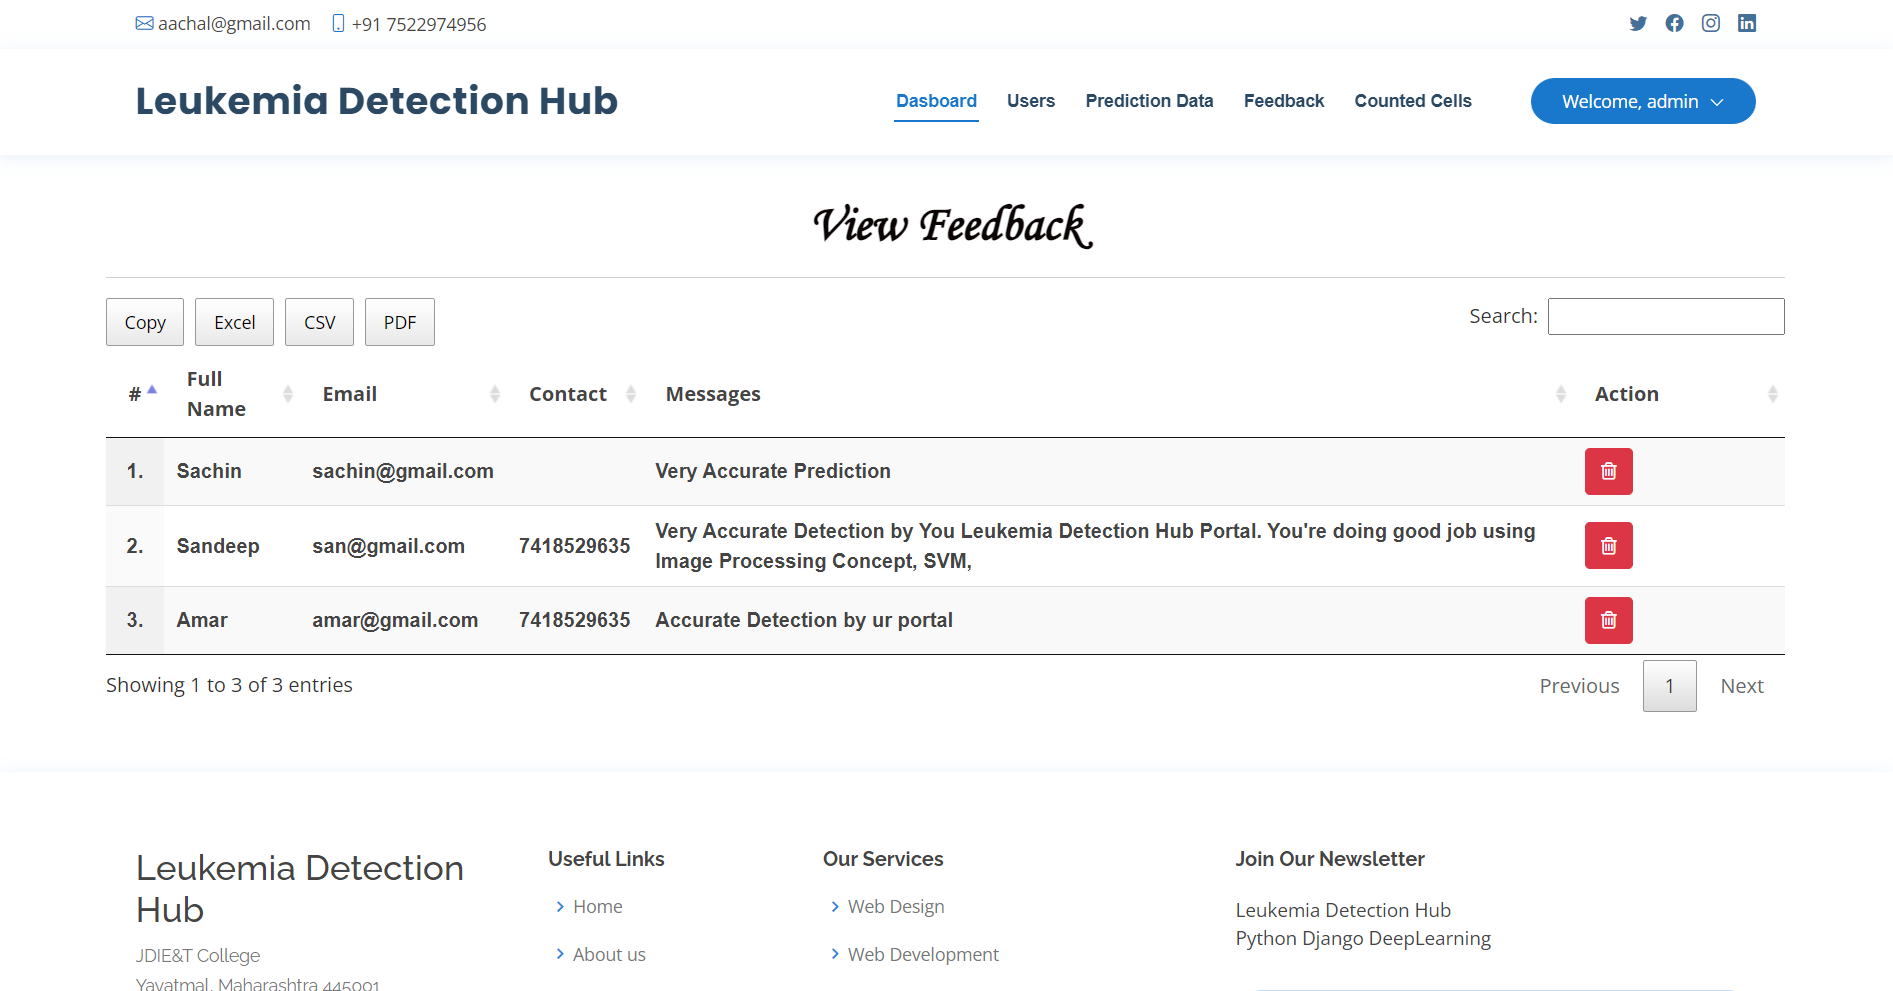 aachal@gmail.com +91 7522974956
Leukemia Detection Hub
Dasboard Users Prediction Data Feedback Counted Cells Welcome, admin
View Feedback
Copy Excel CSV PDF Search:
# Full Name Email Contact Messages Action
1. Sachin sachin@gmail.com Very Accurate Prediction
2. Sandeep san@gmail.com 7418529635 Very Accurate Detection by You Leukemia Detection Hub Portal. You're doing good job using
Image Processing Concept, SVM,
3. Amar amar@gmail.com 7418529635 Accurate Detection by ur portal
Showing 1 to 3 of 3 entries Previous 1 Next
Leukemia Detection
Hub
JDIE&T College
Yavatmal, Maharashtra 445001
Useful Links
Home
About us
Our Services
Web Design
Web Development
Join Our Newsletter
Leukemia Detection Hub
Python Django DeepLearning